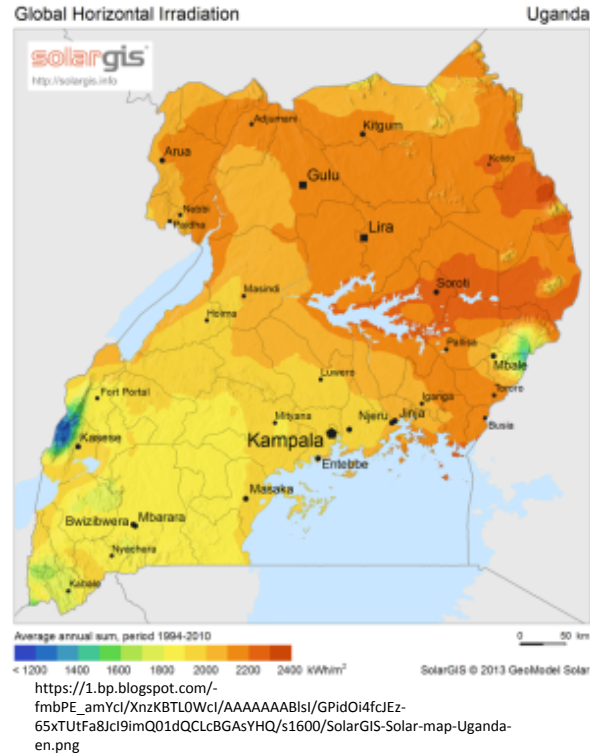 Global Horizontal Irradiation
Uganda
solargis
http://solargis.info
Adjumani
Kitgum
Arua
Kotido
Gulu
Nebbi
Paidha
Lira
Soroti
Masindi
Hoima
Pallisa
Mbale
Luwero
Fort Portal
Tororo
Iganga
Mityana
Njeru
Jinja
Busia
Kampala
Kasese
Entebbe
Masaka
Bwizibwera
Mbarara
Nyachera
Kabale
Average annual sum, period 1994-2010
0 50 km
< 1200 1400 1600 1800 2000 2200 2400 kWh/m²
SolarGIS © 2013 GeoModel Solar
https://1.bp.blogspot.com/-
fmbPE_amYcI/XnzKBTL0WcI/AAAAAAABlsI/GPidOi4fcJEz-
65xTUtFa8JcI9imQ01dQCLcBGAsYHQ/s1600/SolarGIS-Solar-map-Uganda-
en.png